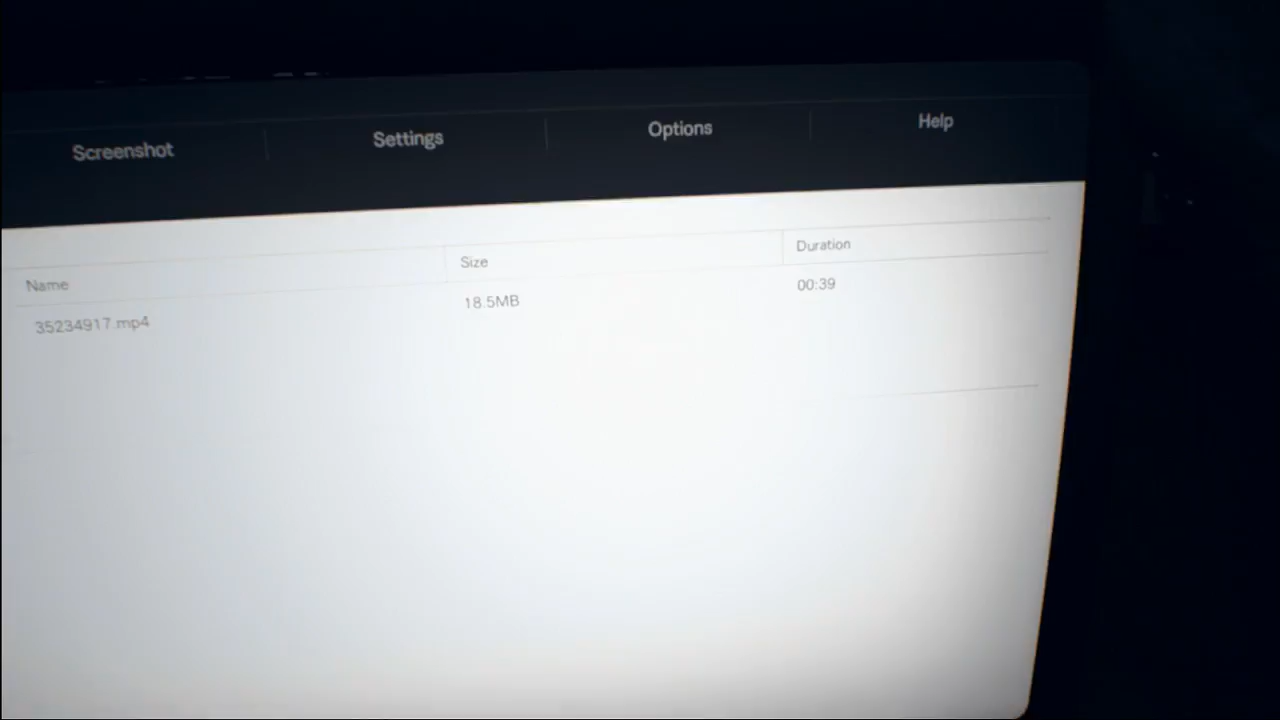 Screenshot Settings Options Help
Name Size Duration
35234917.mp4 18.5MB 00:39